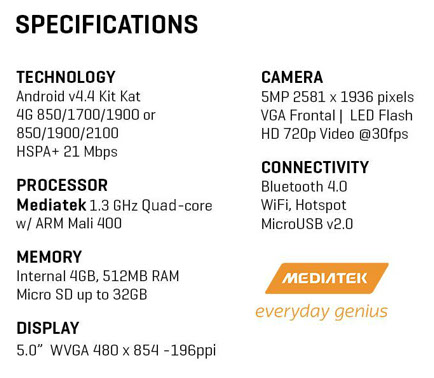 SPECIFICATIONS
TECHNOLOGY
Android v4.4 Kit Kat
4G 850/1700/1900 or
850/1900/2100
HSPA+ 21 Mbps
PROCESSOR
Mediatek 1.3 GHz Quad-core
w/ ARM Mali 400
MEMORY
Internal 4GB, 512MB RAM
Micro SD up to 32GB
DISPLAY
5.0” WVGA 480 x 854 -196ppi
CAMERA
5MP 2581 x 1936 pixels
VGA Frontal | LED Flash
HD 720p Video @30fps
CONNECTIVITY
Bluetooth 4.0
WiFi, Hotspot
MicroUSB v2.0
MEDIATEK
everyday genius